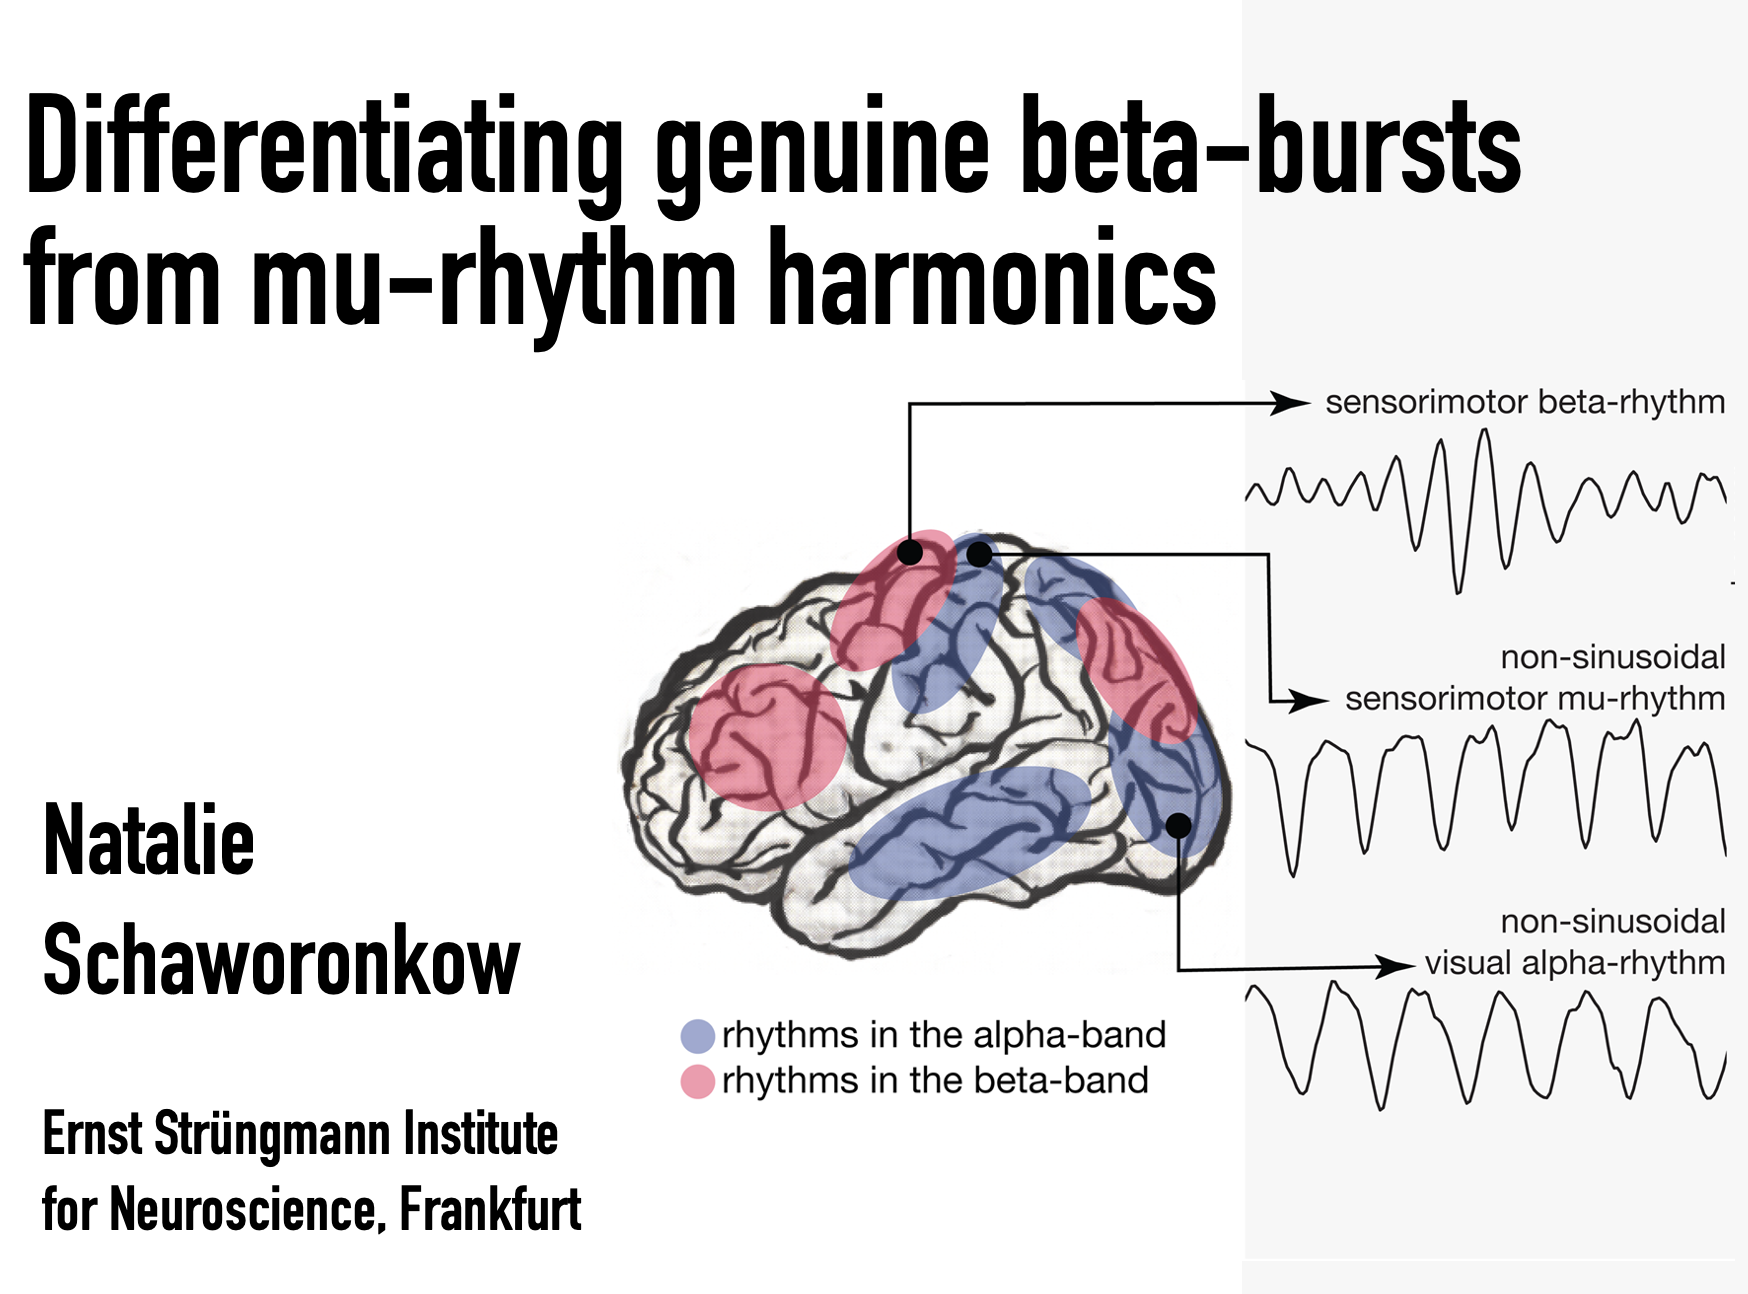 Differentiating genuine beta-bursts
from mu-rhythm harmonics
sensorimotor beta-rhythm
non-sinusoidal
sensorimotor mu-rhythm
non-sinusoidal
visual alpha-rhythm
Natalie
Schaworonkow
rhythms in the alpha-band
rhythms in the beta-band
Ernst Strüngmann Institute
for Neuroscience, Frankfurt